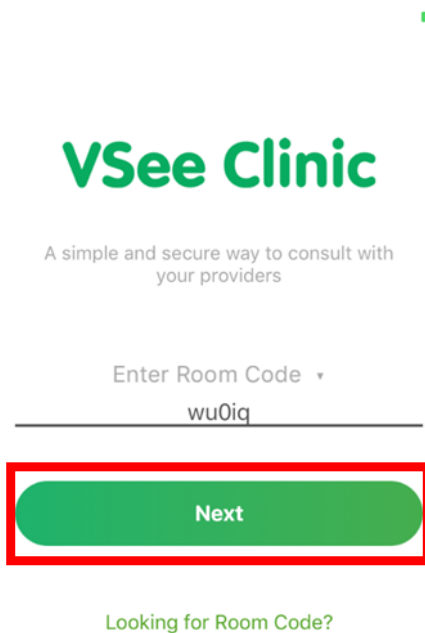 VSee Clinic
A simple and secure way to consult with
your providers
Enter Room Code ▾
wu0iq
Next
Looking for Room Code?